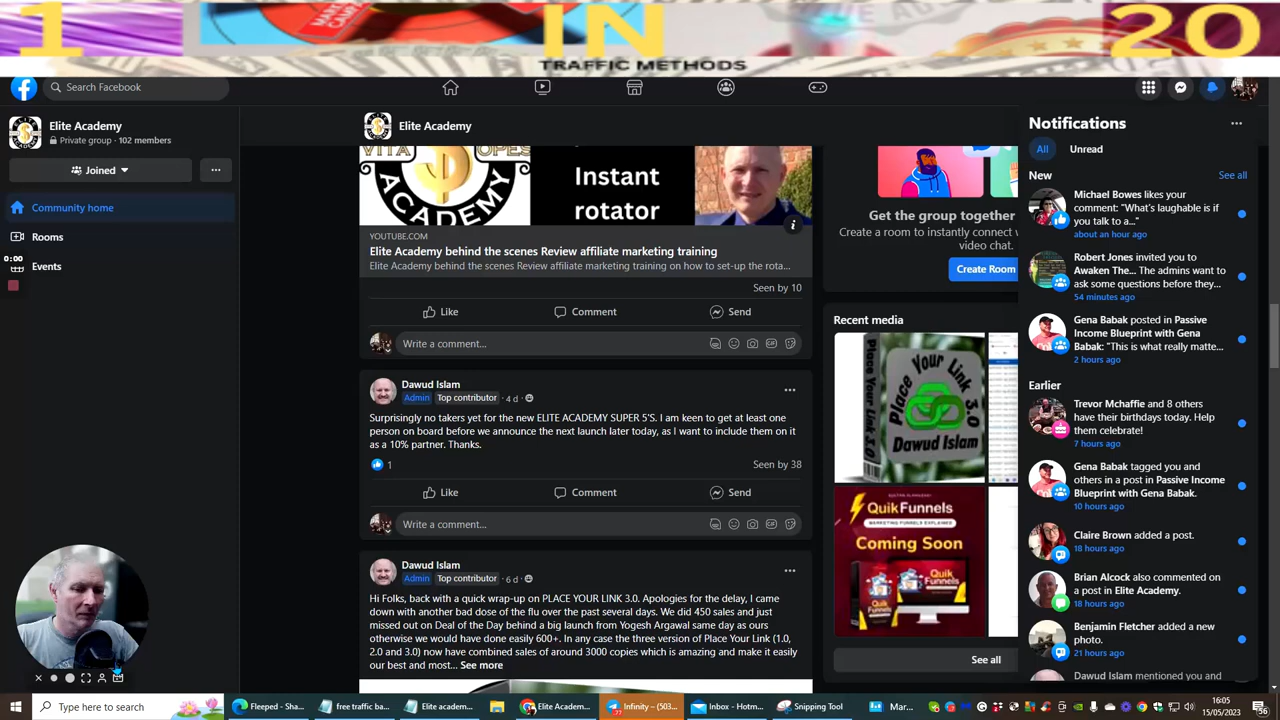 1
IN
20
MART
CAMP
TRAFFIC METHODS
Search Facebook
Elite Academy
Private group · 102 members
Joined
Community home
Rooms
Events
0:00
Elite Academy
VITA
OPES
ACADEMY
Instant
rotator
YOUTUBE.COM
Elite Academy behind the scenes Review affiliate marketing training
Elite Academy behind the scenes Review affiliate marketing training on how to set-up the rota...
Seen by 10
Like
Comment
Send
Write a comment...
Dawud Islam
Admin Top contributor · 4 d ·
Surprisingly no takers yet for the new ELITE ACADEMY SUPER 5'S. I am keen to get at least one
person on board before we announce the next launch later today, as I want to include them on it
as a 10% partner. Thanks.
1
Seen by 38
Like
Comment
Send
Write a comment...
Dawud Islam
Admin Top contributor · 6 d ·
Hi Folks, back with a quick wrap-up on PLACE YOUR LINK 3.0. Apologies for the delay, I came
down with another bad dose of the flu over the past several days. We did 450 sales and just
missed out on Deal of the Day behind a big launch from Yogesh Argawal same day as ours
otherwise we would have done easily 600+. In any case the three version of Place Your Link (1.0,
2.0 and 3.0) now have combined sales of around 3000 copies which is amazing and make it easily
our best and most... See more
Get the group together
Create a room to instantly connect w
video chat.
Create Room
Recent media
Place Your Link 3.0
Place Your Link 3.0
Dawud Islam
QuikFunnels
MARKETING FUNNELS EXPLAINER
Coming Soon
See all
Notifications
All
Unread
New
See all
Michael Bowes likes your
comment: "What's laughable is if
you talk to a..."
about an hour ago
Robert Jones invited you to
Awaken The... The admins want to
ask some questions before they...
54 minutes ago
Gena Babak posted in Passive
Income Blueprint with Gena
Babak: "This is what really matte...
2 hours ago
Earlier
Trevor Mchaffie and 8 others
have their birthdays today. Help
them celebrate!
7 hours ago
Gena Babak tagged you and
others in a post in Passive Income
Blueprint with Gena Babak.
10 hours ago
Claire Brown added a post.
18 hours ago
Brian Alcock also commented on
a post in Elite Academy.
18 hours ago
Benjamin Fletcher added a new
photo.
21 hours ago
Dawud Islam mentioned you and
Type here to search
Fleeped - Sha...
free traffic ba...
Elite academ...
Elite Academ...
77
Infinity – (503...
Inbox - Hotm...
Snipping Tool
Mar...
16:05
15/05/2023